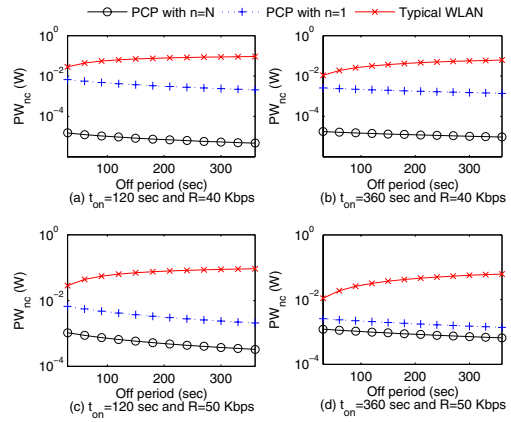 PCP with n=N PCP with n=1 Typical WLAN
10^0
10^-2
10^-4
PW_nc (W)
100 200 300
Off period (sec)
(a) t_on=120 sec and R=40 Kbps
10^0
10^-2
10^-4
PW_nc (W)
100 200 300
Off period (sec)
(b) t_on=360 sec and R=40 Kbps
10^0
10^-2
10^-4
PW_nc (W)
100 200 300
Off period (sec)
(c) t_on=120 sec and R=50 Kbps
10^0
10^-2
10^-4
PW_nc (W)
100 200 300
Off period (sec)
(d) t_on=360 sec and R=50 Kbps